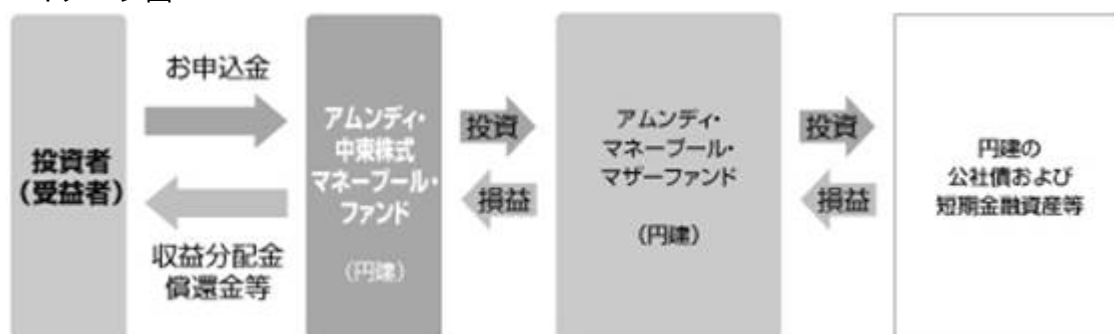 投資者
(受益者)
お申込金
収益分配金
償還金等
アムンディ・
中東株式
マネープール・
ファンド
(円建)
投資
損益
アムンディ・
マネープール・
マザーファンド
(円建)
投資
損益
円建の
公社債および
短期金融資産等